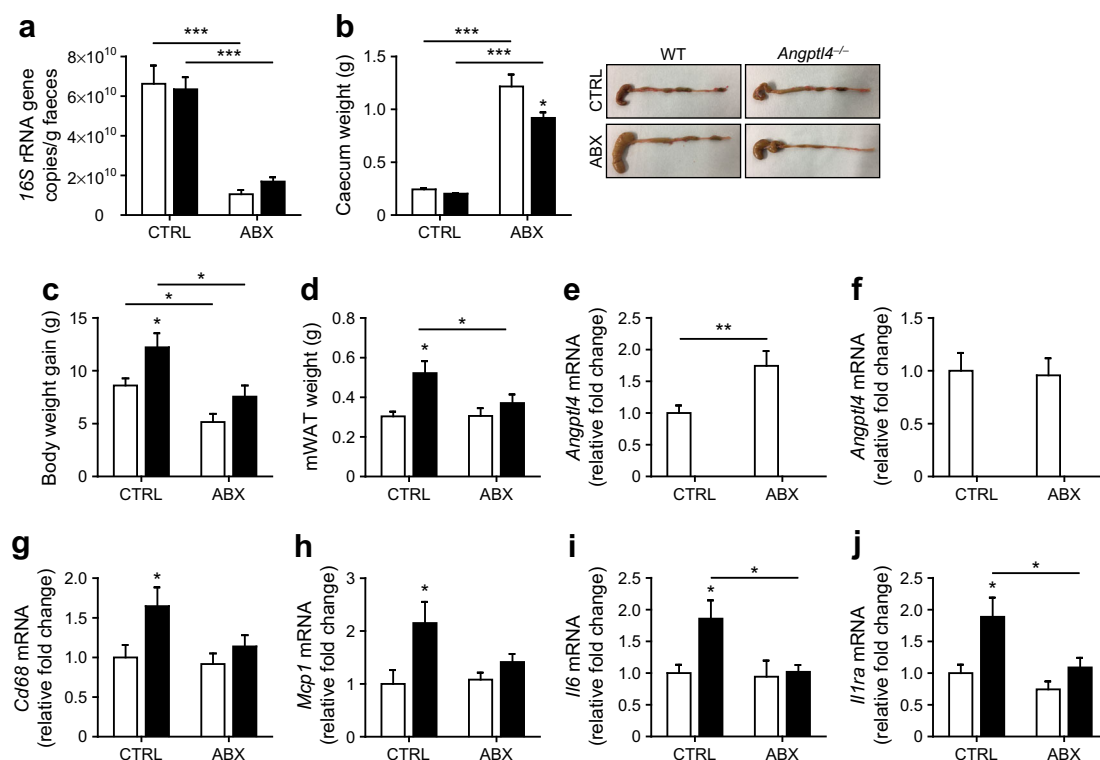 a
16S rRNA gene
copies/g faeces
8×10¹⁰
6×10¹⁰
4×10¹⁰
2×10¹⁰
0
***
***
CTRL
ABX
b
Caecum weight (g)
1.5
1.0
0.5
0
***
***
*
CTRL
ABX
WT
Angptl4–/–
CTRL
ABX
c
Body weight gain (g)
15
10
5
0
*
*
*
CTRL
ABX
d
mWAT weight (g)
0.8
0.6
0.4
0.2
0
*
*
CTRL
ABX
e
Angptl4 mRNA
(relative fold change)
2.5
2.0
1.5
1.0
0.5
0
**
CTRL
ABX
f
Angptl4 mRNA
(relative fold change)
1.5
1.0
0.5
0
CTRL
ABX
g
Cd68 mRNA
(relative fold change)
2.0
1.5
1.0
0.5
0
*
CTRL
ABX
h
Mcp1 mRNA
(relative fold change)
3
2
1
0
*
CTRL
ABX
i
Il6 mRNA
(relative fold change)
2.5
2.0
1.5
1.0
0.5
0
*
*
CTRL
ABX
j
Il1ra mRNA
(relative fold change)
2.5
2.0
1.5
1.0
0.5
0
*
*
CTRL
ABX